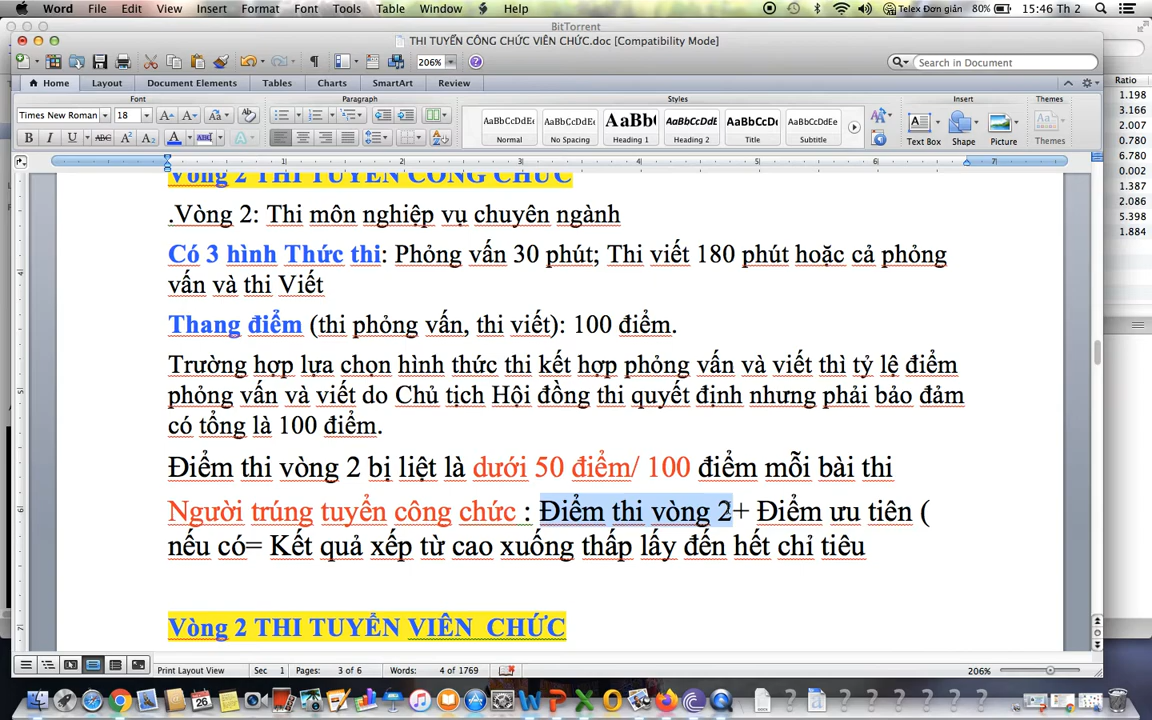 Word File Edit View Insert Format Font Tools Table Window Help Telex Đơn giản 80% 15:46 Th 2
BitTorrent
THI TUYỂN CÔNG CHỨC VIÊN CHỨC.doc [Compatibility Mode]
206% Search in Document
Home Layout Document Elements Tables Charts SmartArt Review
Font Paragraph Styles Insert Themes
Times New Roman 18
AaBbCcDdEe AaBbCcDdEe AaBb( AaBbCcDdE AaBbCcI AaBbCcDdEe
Normal No Spacing Heading 1 Heading 2 Title Subtitle Text Box Shape Picture Themes
Ratio
1.198
3.166
2.007
0.780
6.780
0.002
1.387
2.086
5.398
1.884
Vòng 2 THI TUYỂN CÔNG CHỨC
.Vòng 2: Thi môn nghiệp vụ chuyên ngành
Có 3 hình Thức thi: Phỏng vấn 30 phút; Thi viết 180 phút hoặc cả phỏng
vấn và thi Viết
Thang điểm (thi phỏng vấn, thi viết): 100 điểm.
Trường hợp lựa chọn hình thức thi kết hợp phỏng vấn và viết thì tỷ lệ điểm
phỏng vấn và viết do Chủ tịch Hội đồng thi quyết định nhưng phải bảo đảm
có tổng là 100 điểm.
Điểm thi vòng 2 bị liệt là dưới 50 điểm/ 100 điểm mỗi bài thi
Người trúng tuyển công chức : Điểm thi vòng 2+ Điểm ưu tiên (
nếu có= Kết quả xếp từ cao xuống thấp lấy đến hết chỉ tiêu
Vòng 2 THI TUYỂN VIÊN CHỨC
Print Layout View Sec 1 Pages: 3 of 6 Words: 4 of 1769 206%